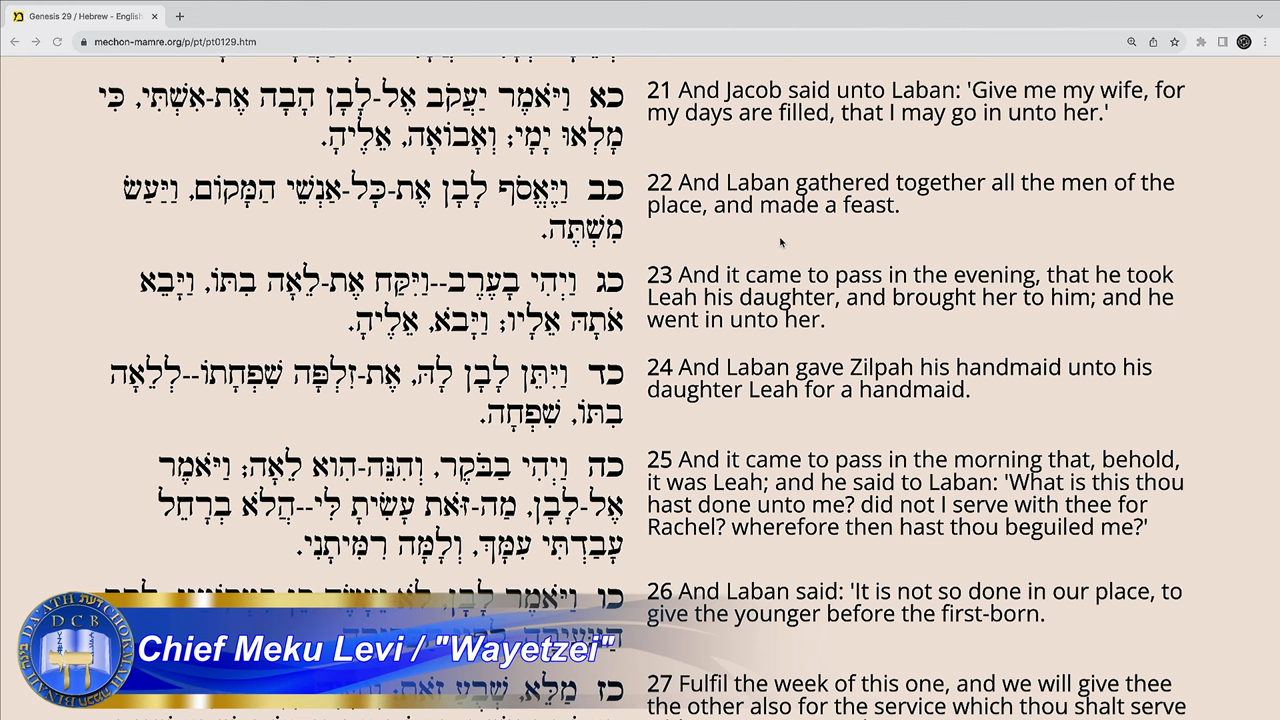 Genesis 29 / Hebrew - English
mechon-mamre.org/p/pt/pt0129.htm
כא וַיֹּאמֶר יַעֲקֹב אֶל-לָבָן הָבָה אֶת-אִשְׁתִּי, כִּי
מָלְאוּ יָמָי; וְאָבוֹאָה, אֵלֶיהָ.
21 And Jacob said unto Laban: 'Give me my wife, for
my days are filled, that I may go in unto her.'
כב וַיֶּאֱסֹף לָבָן אֶת-כָּל-אַנְשֵׁי הַמָּקוֹם, וַיַּעַשׂ
מִשְׁתֶּה.
22 And Laban gathered together all the men of the
place, and made a feast.
כג וַיְהִי בָעֶרֶב--וַיִּקַּח אֶת-לֵאָה בִתּוֹ, וַיָּבֵא
אֹתָהּ אֵלָיו; וַיָּבֹא, אֵלֶיהָ.
23 And it came to pass in the evening, that he took
Leah his daughter, and brought her to him; and he
went in unto her.
כד וַיִּתֵּן לָבָן לָהּ, אֶת-זִלְפָּה שִׁפְחָתוֹ--לְלֵאָה
בִתּוֹ, שִׁפְחָה.
24 And Laban gave Zilpah his handmaid unto his
daughter Leah for a handmaid.
כה וַיְהִי בַבֹּקֶר, וְהִנֵּה-הִוא לֵאָה; וַיֹּאמֶר
אֶל-לָבָן, מַה-זֹּאת עָשִׂיתָ לִּי--הֲלֹא בְרָחֵל
עָבַדְתִּי עִמָּךְ, וְלָמָּה רִמִּיתָנִי.
25 And it came to pass in the morning that, behold,
it was Leah; and he said to Laban: 'What is this thou
hast done unto me? did not I serve with thee for
Rachel? wherefore then hast thou beguiled me?'
כו וַיֹּאמֶר לָבָן,
26 And Laban said: 'It is not so done in our place, to
give the younger before the first-born.
כז מַלֵּא, שְׁבֻעַ זֹאת;
27 Fulfil the week of this one, and we will give thee
the other also for the service which thou shalt serve
DCB
Chief Meku Levi / "Wayetzei"